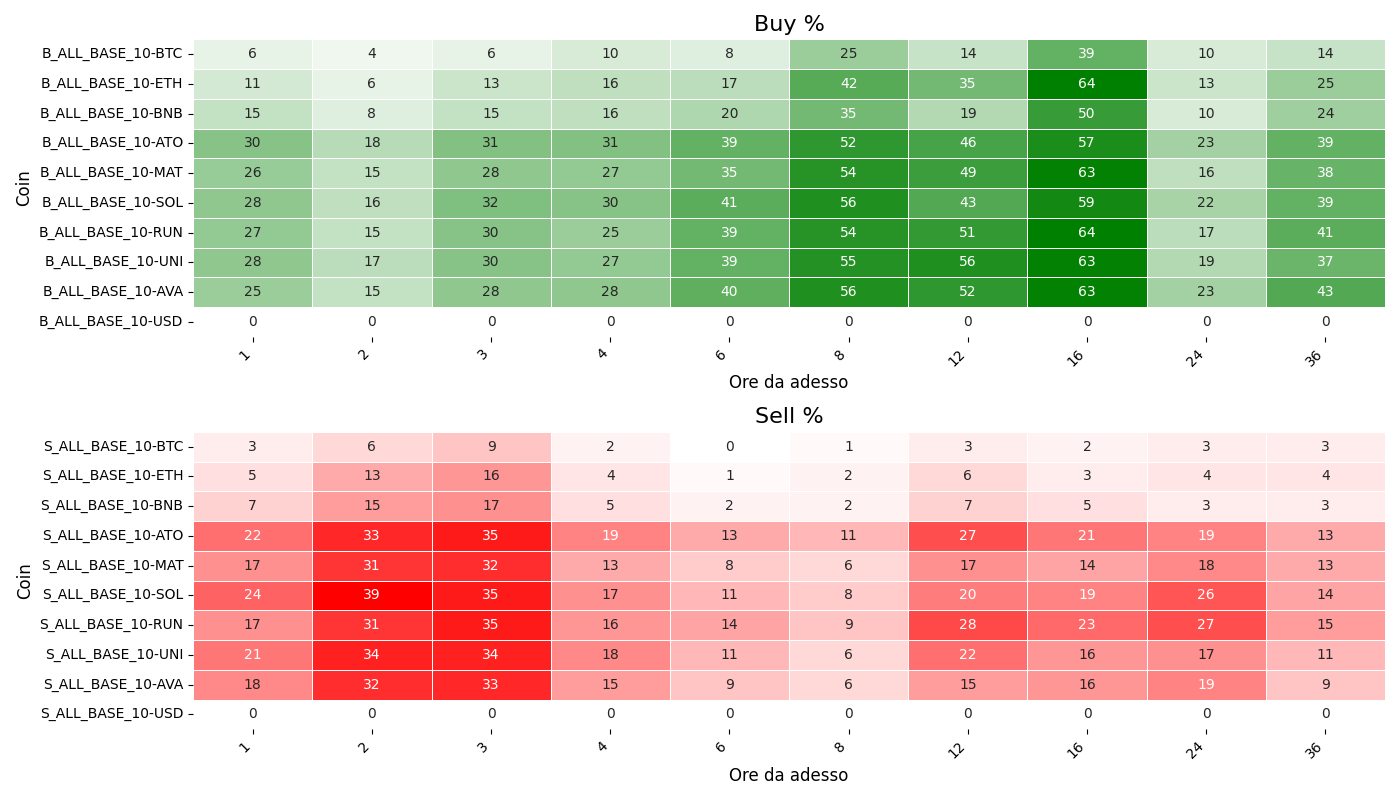 Buy %
Coin
B_ALL_BASE_10-BTC 6 4 6 10 8 25 14 39 10 14
B_ALL_BASE_10-ETH 11 6 13 16 17 42 35 64 13 25
B_ALL_BASE_10-BNB 15 8 15 16 20 35 19 50 10 24
B_ALL_BASE_10-ATO 30 18 31 31 39 52 46 57 23 39
B_ALL_BASE_10-MAT 26 15 28 27 35 54 49 63 16 38
B_ALL_BASE_10-SOL 28 16 32 30 41 56 43 59 22 39
B_ALL_BASE_10-RUN 27 15 30 25 39 54 51 64 17 41
B_ALL_BASE_10-UNI 28 17 30 27 39 55 56 63 19 37
B_ALL_BASE_10-AVA 25 15 28 28 40 56 52 63 23 43
B_ALL_BASE_10-USD 0 0 0 0 0 0 0 0 0 0
1 2 3 4 6 8 12 16 24 36
Ore da adesso
Sell %
Coin
S_ALL_BASE_10-BTC 3 6 9 2 0 1 3 2 3 3
S_ALL_BASE_10-ETH 5 13 16 4 1 2 6 3 4 4
S_ALL_BASE_10-BNB 7 15 17 5 2 2 7 5 3 3
S_ALL_BASE_10-ATO 22 33 35 19 13 11 27 21 19 13
S_ALL_BASE_10-MAT 17 31 32 13 8 6 17 14 18 13
S_ALL_BASE_10-SOL 24 39 35 17 11 8 20 19 26 14
S_ALL_BASE_10-RUN 17 31 35 16 14 9 28 23 27 15
S_ALL_BASE_10-UNI 21 34 34 18 11 6 22 16 17 11
S_ALL_BASE_10-AVA 18 32 33 15 9 6 15 16 19 9
S_ALL_BASE_10-USD 0 0 0 0 0 0 0 0 0 0
1 2 3 4 6 8 12 16 24 36
Ore da adesso